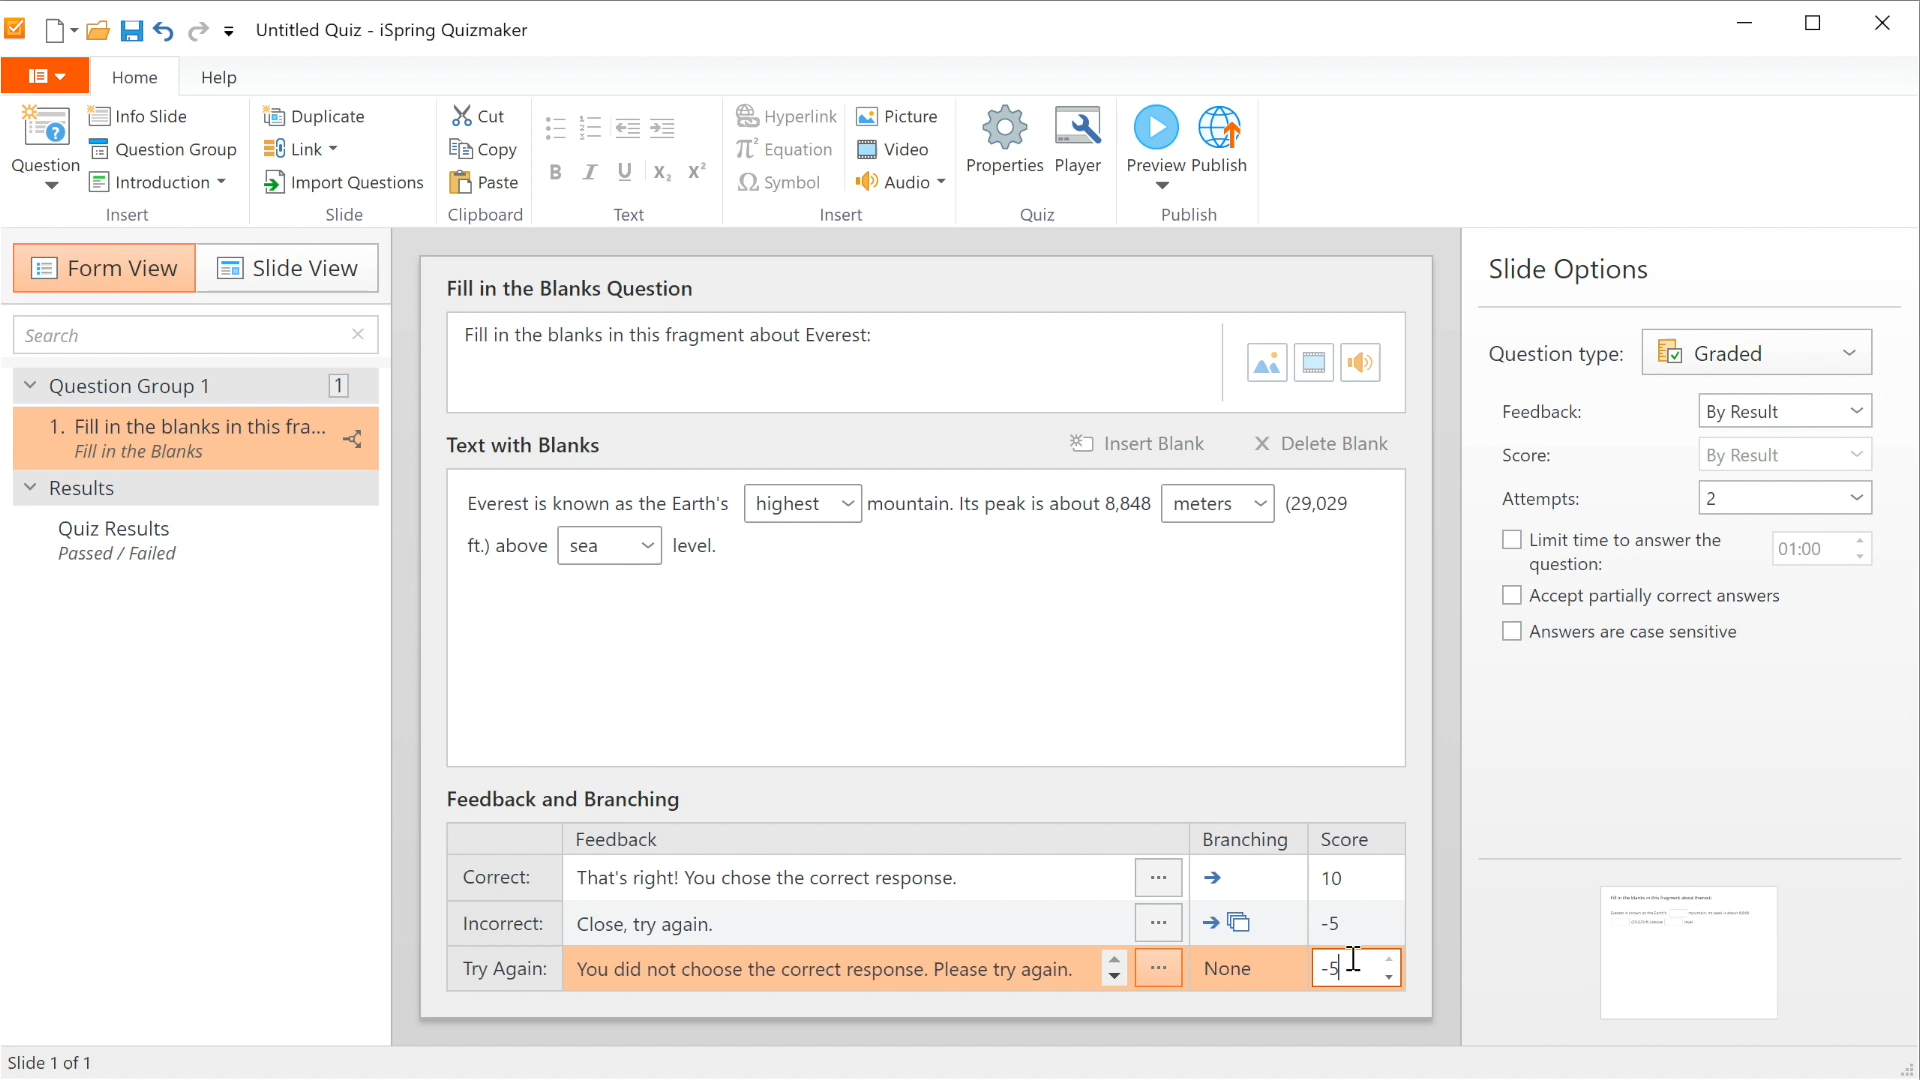 Untitled Quiz - iSpring Quizmaker
Home
Help
Question
Info Slide
Question Group
Introduction
Insert
Duplicate
Link
Import Questions
Slide
Cut
Copy
Paste
Clipboard
B I U X₂ X²
Text
Hyperlink
Equation
Symbol
Picture
Video
Audio
Insert
Properties
Player
Quiz
Preview
Publish
Publish
Form View
Slide View
Search
Question Group 1
1
1. Fill in the blanks in this fra...
Fill in the Blanks
Results
Quiz Results
Passed / Failed
Fill in the Blanks Question
Fill in the blanks in this fragment about Everest:
Text with Blanks
Insert Blank
Delete Blank
Everest is known as the Earth's highest mountain. Its peak is about 8,848 meters (29,029
ft.) above sea level.
Feedback and Branching
Feedback Branching Score
Correct: That's right! You chose the correct response. ... 10
Incorrect: Close, try again. ... -5
Try Again: You did not choose the correct response. Please try again. ... None -5
Slide Options
Question type: Graded
Feedback: By Result
Score: By Result
Attempts: 2
Limit time to answer the
question:
01:00
Accept partially correct answers
Answers are case sensitive
Slide 1 of 1